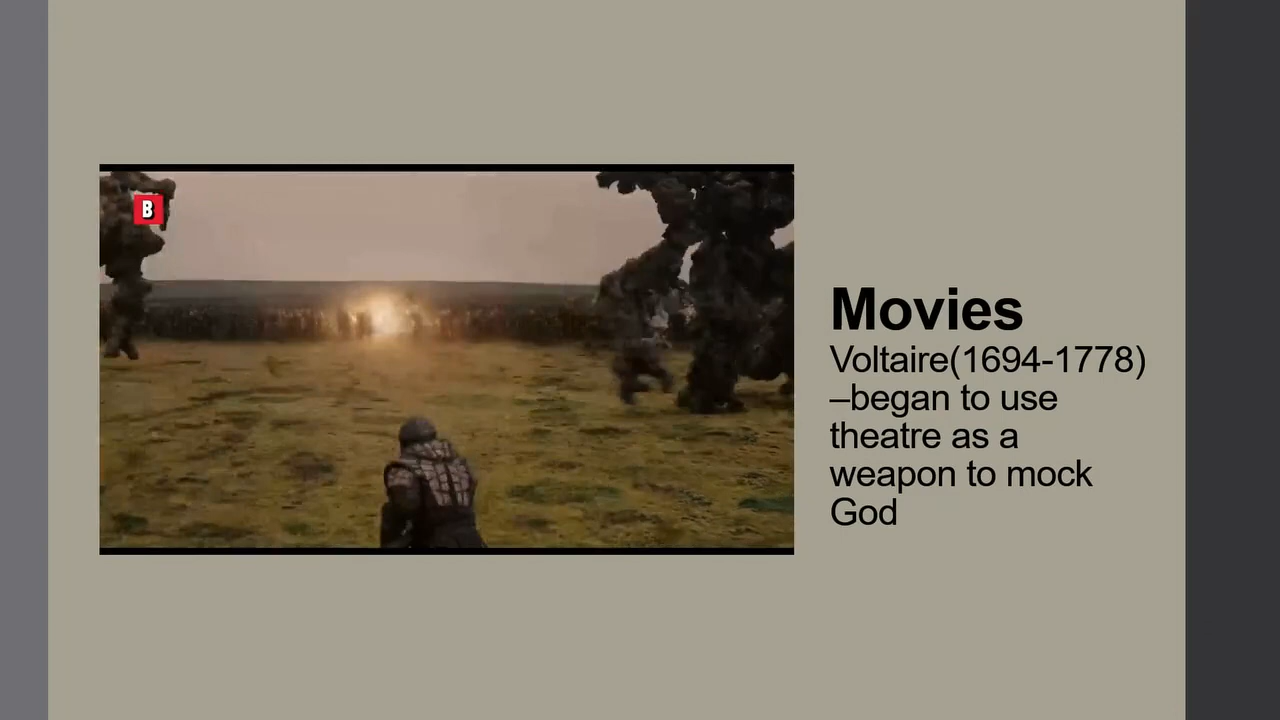 B
Movies
Voltaire(1694-1778)
–began to use
theatre as a
weapon to mock
God